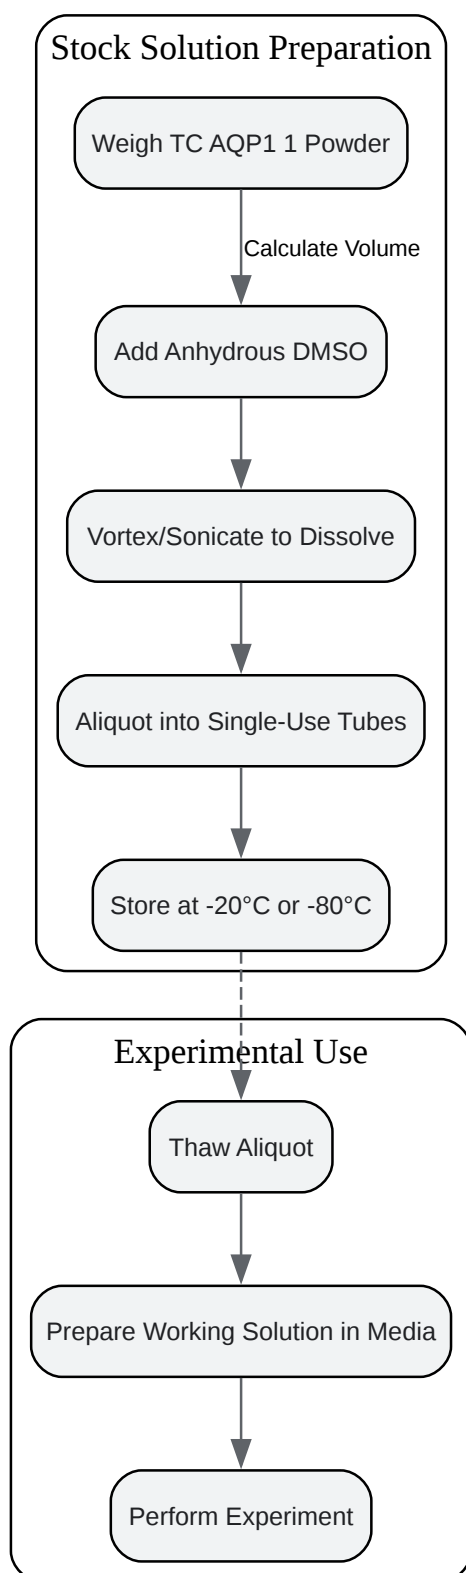 Stock Solution Preparation
Weigh TC AQP1 1 Powder
Calculate Volume
Add Anhydrous DMSO
Vortex/Sonicate to Dissolve
Aliquot into Single-Use Tubes
Store at -20°C or -80°C
Experimental Use
Thaw Aliquot
Prepare Working Solution in Media
Perform Experiment